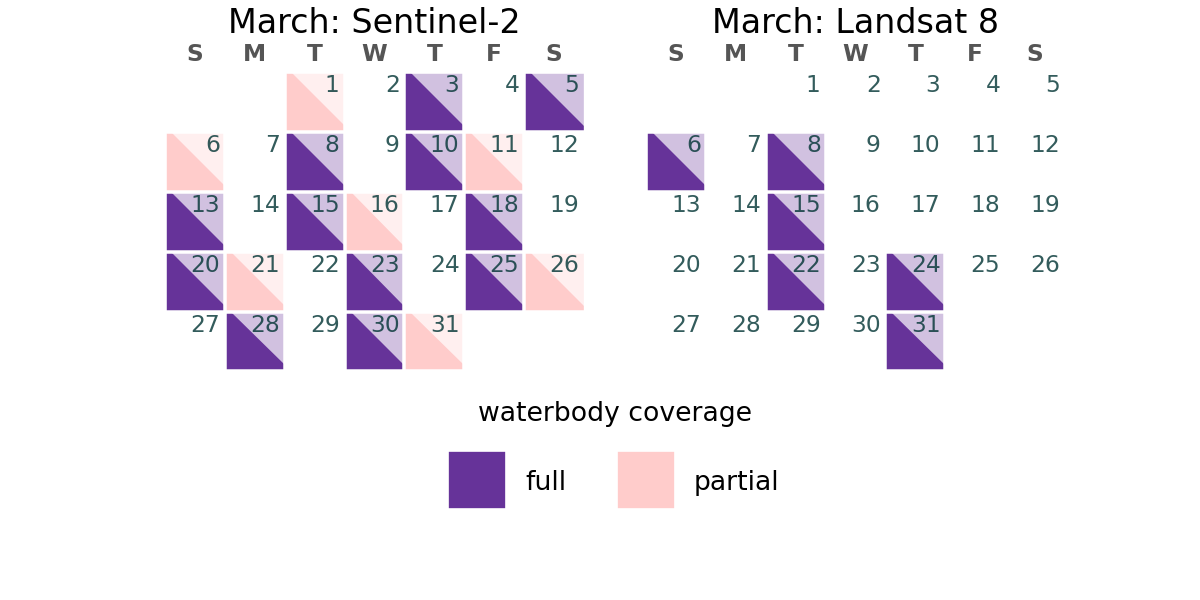 March: Sentinel-2
S M T W T F S
1 2 3 4 5
6 7 8 9 10 11 12
13 14 15 16 17 18 19
20 21 22 23 24 25 26
27 28 29 30 31
March: Landsat 8
S M T W T F S
1 2 3 4 5
6 7 8 9 10 11 12
13 14 15 16 17 18 19
20 21 22 23 24 25 26
27 28 29 30 31
waterbody coverage
full partial